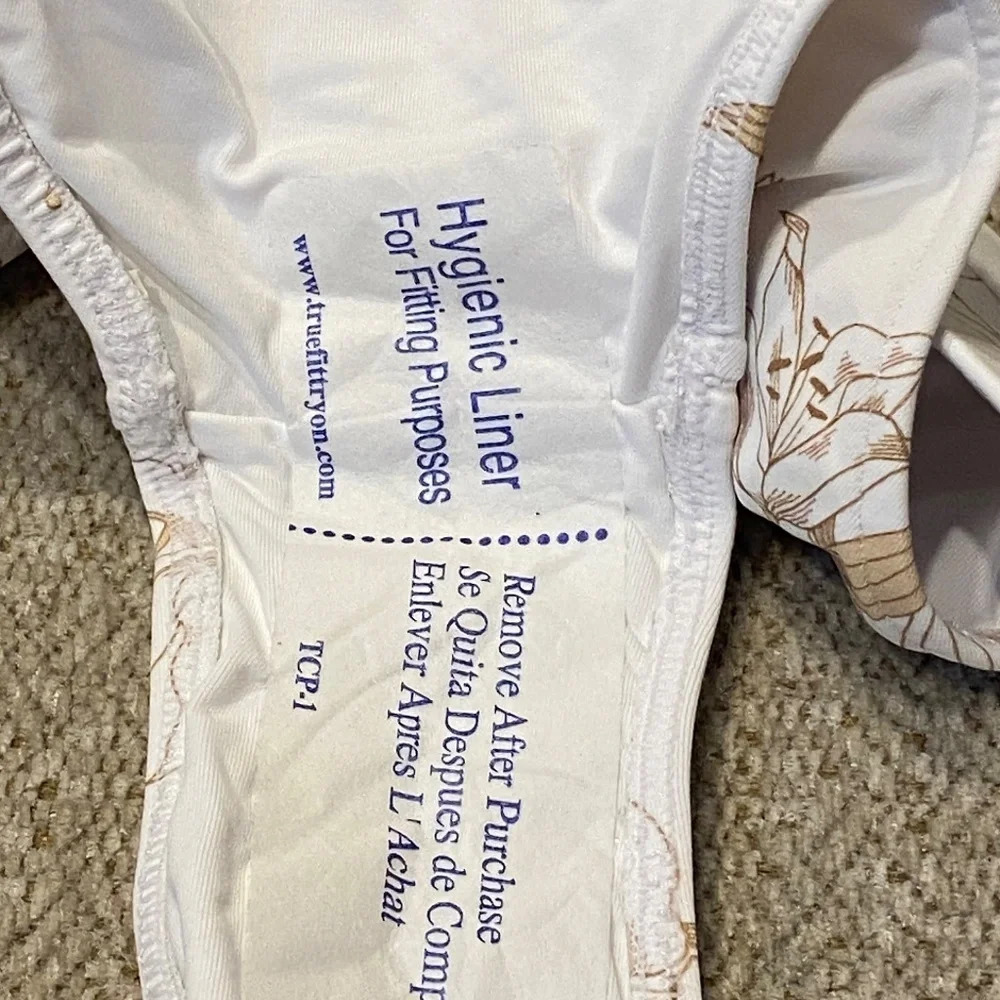 Hygienic Liner
For Fitting Purposes
www.truefittryon.com
Remove After Purchase
Se Quita Despues de Comp
Enlever Apres L'Achat
TCP-1